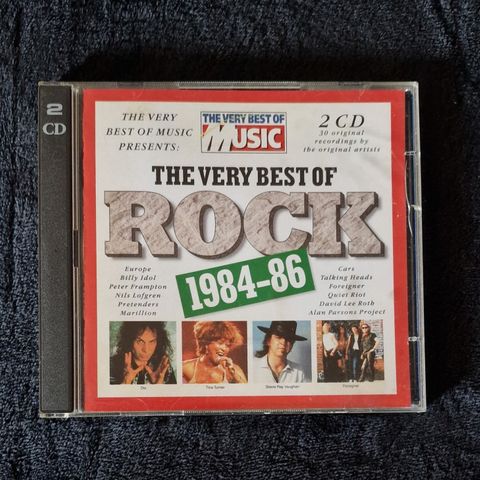 2
CD
THE VERY
BEST OF MUSIC
PRESENTS:
THE VERY BEST OF
MUSIC
2 CD
30 original
recordings by
the original artists
THE VERY BEST OF
ROCK
1984-86
Europe
Billy Idol
Peter Frampton
Nils Lofgren
Pretenders
Marillion
Cars
Talking Heads
Foreigner
Quiet Riot
David Lee Roth
Alan Parsons Project
Dio
Tina Turner
Stevie Ray Vaughan
Foreigner